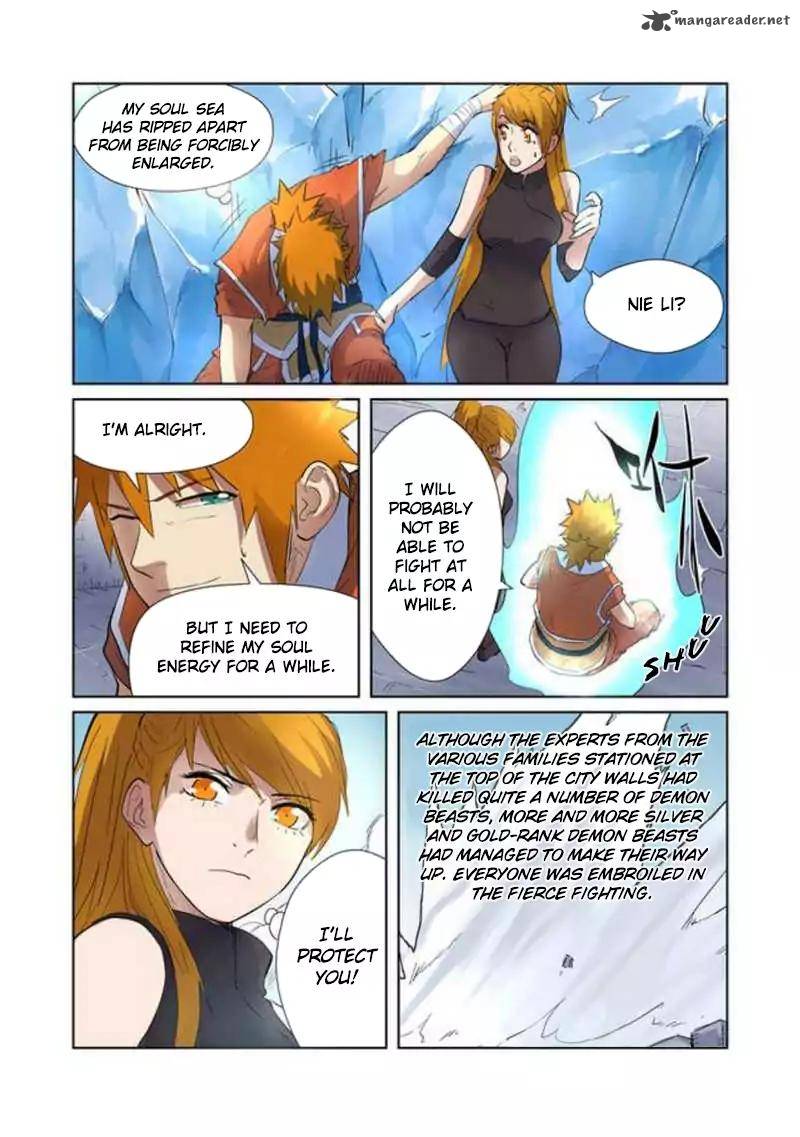 mangareader.net
MY SOUL SEA
HAS RIPPED APART
FROM BEING FORCIBLY
ENLARGED.
NIE LI?
I'M ALRIGHT.
BUT I NEED TO
REFINE MY SOUL
ENERGY FOR A WHILE.
I WILL
PROBABLY
NOT BE
ABLE TO
FIGHT AT
ALL FOR A
WHILE.
SHUU
I'LL
PROTECT
YOU!
ALTHOUGH THE EXPERTS FROM THE
VARIOUS FAMILIES STATIONED AT
THE TOP OF THE CITY WALLS HAD
KILLED QUITE A NUMBER OF DEMON
BEASTS, MORE AND MORE SILVER
AND GOLD-RANK DEMON BEASTS
HAD MANAGED TO MAKE THEIR WAY
UP. EVERYONE WAS EMBROILED IN
THE FIERCE FIGHTING.